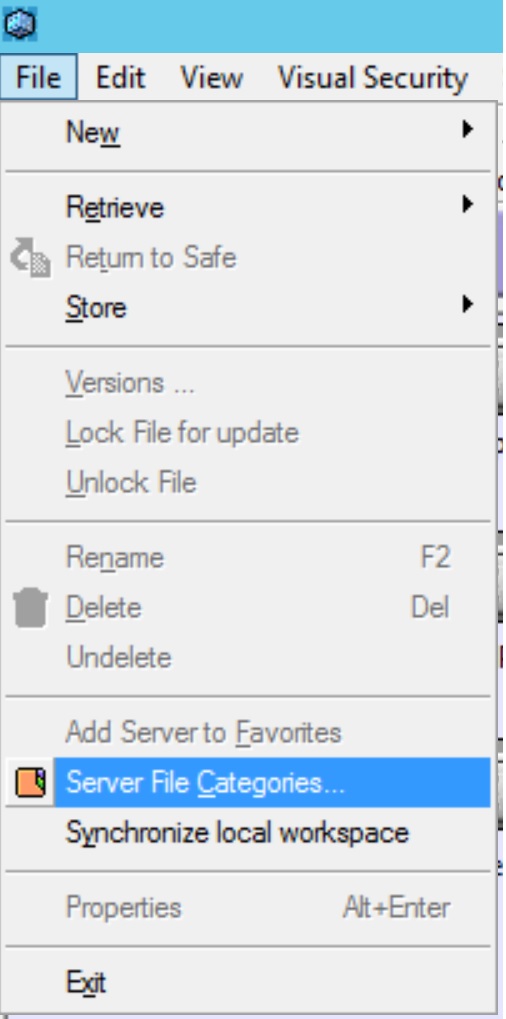 File Edit View Visual Security
New
Retrieve
Return to Safe
Store
Versions ...
Lock File for update
Unlock File
Rename F2
Delete Del
Undelete
Add Server to Favorites
Server File Categories...
Synchronize local workspace
Properties Alt+Enter
Exit